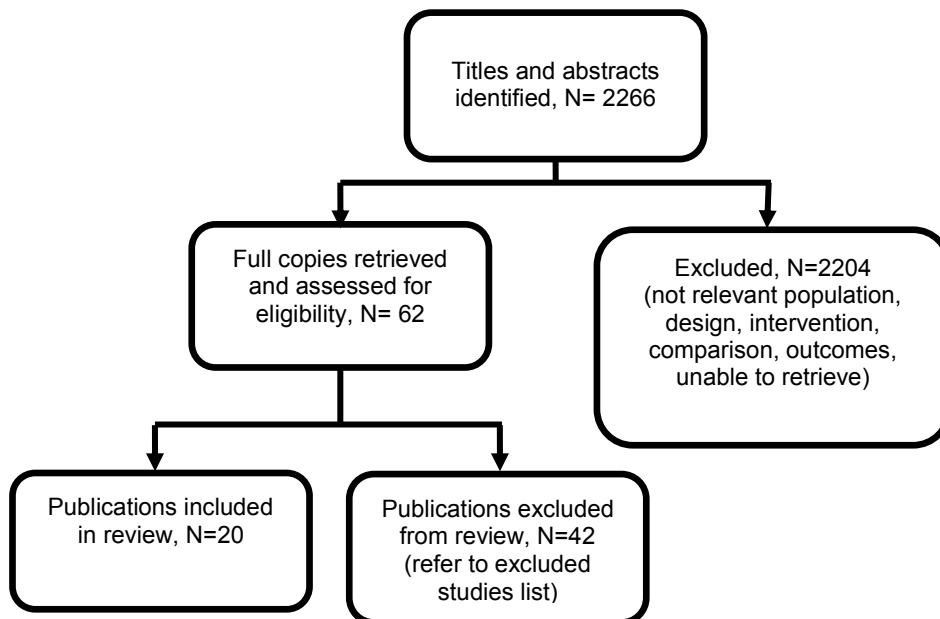 Titles and abstracts
identified, N= 2266
Full copies retrieved
and assessed for
eligibility, N= 62
Excluded, N=2204
(not relevant population,
design, intervention,
comparison, outcomes,
unable to retrieve)
Publications included
in review, N=20
Publications excluded
from review, N=42
(refer to excluded
studies list)